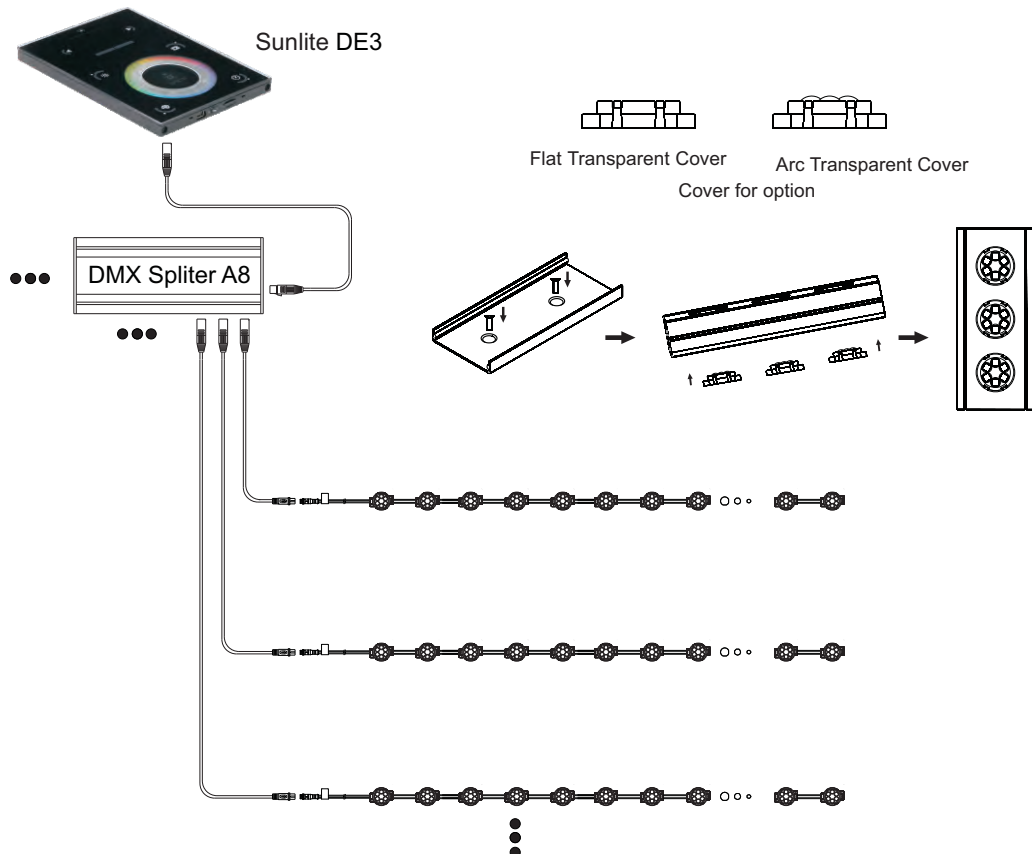 Sunlite DE3
Flat Transparent Cover
Arc Transparent Cover
Cover for option
DMX Spliter A8